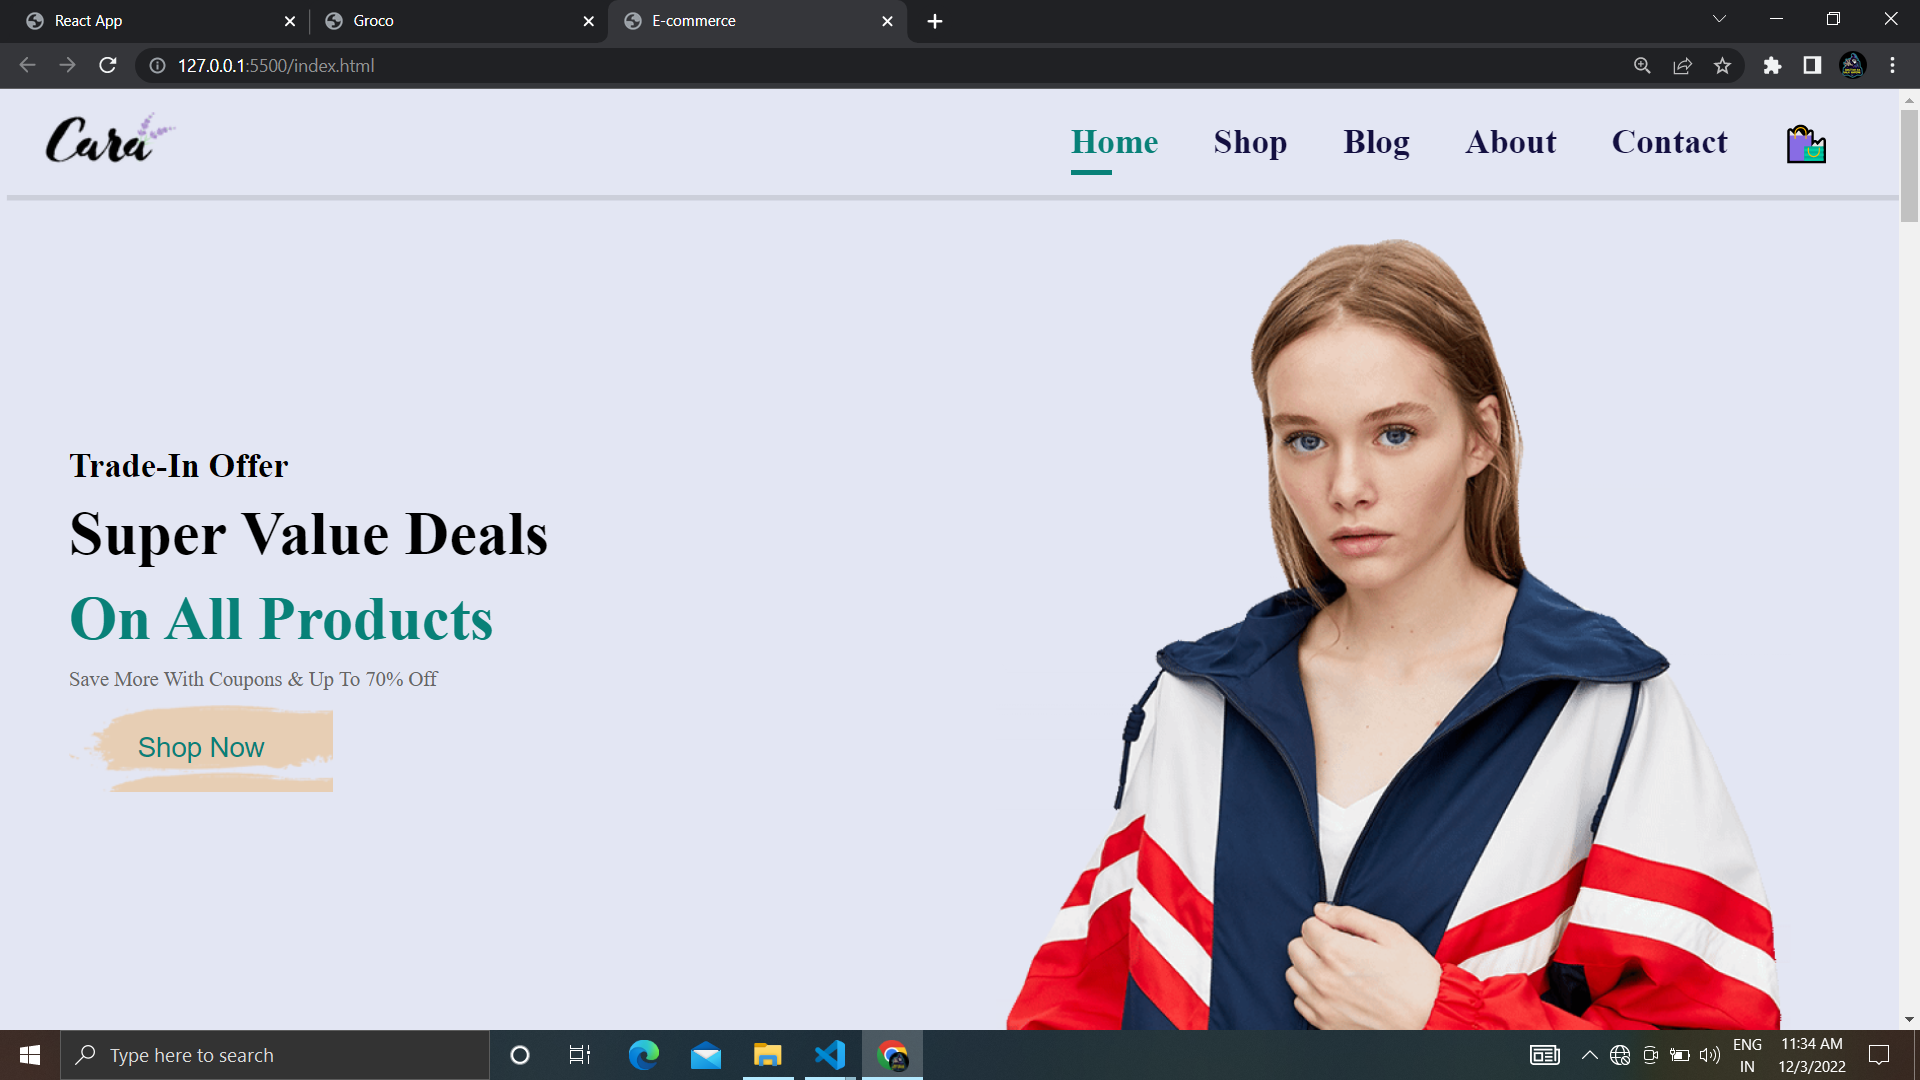 React App
Groco
E-commerce
127.0.0.1:5500/index.html
Cara
Home
Shop
Blog
About
Contact
Trade-In Offer
Super Value Deals
On All Products
Save More With Coupons & Up To 70% Off
Shop Now
Type here to search
ENG
IN
11:34 AM
12/3/2022